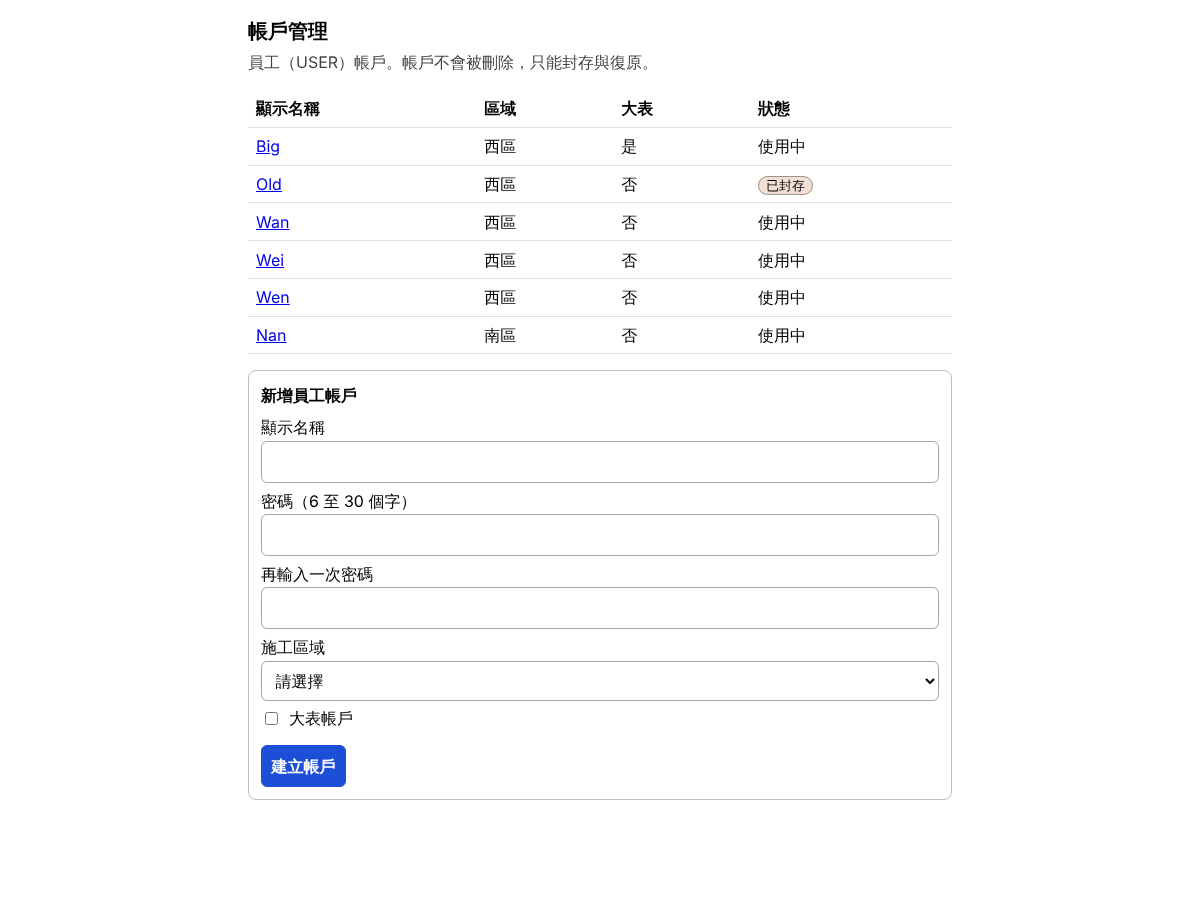 帳戶管理
員工（USER）帳戶。帳戶不會被刪除，只能封存與復原。
顯示名稱 區域 大表 狀態
Big 西區 是 使用中
Old 西區 否 已封存
Wan 西區 否 使用中
Wei 西區 否 使用中
Wen 西區 否 使用中
Nan 南區 否 使用中
新增員工帳戶
顯示名稱
密碼（6 至 30 個字）
再輸入一次密碼
施工區域
請選擇
大表帳戶
建立帳戶